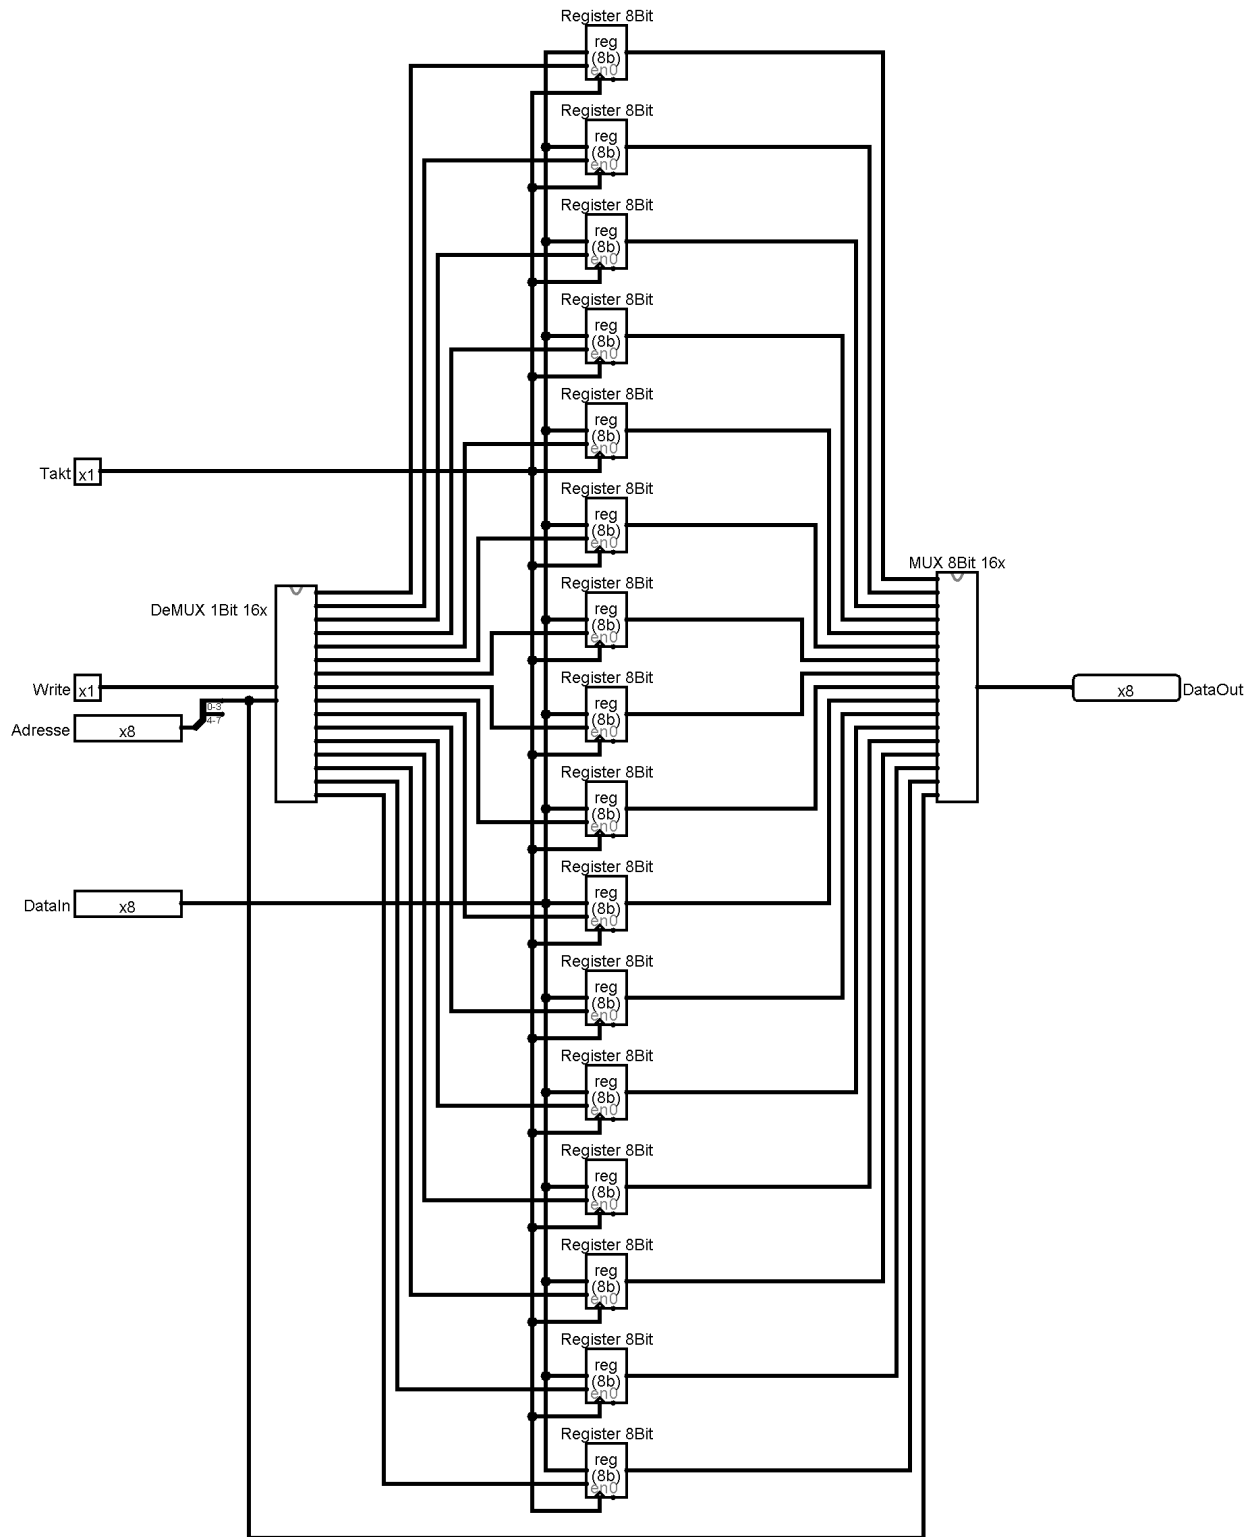 Register 8Bit
reg
(8b)
en0
Register 8Bit
reg
(8b)
en0
Register 8Bit
reg
(8b)
en0
Register 8Bit
reg
(8b)
en0
Register 8Bit
reg
(8b)
en0
Takt x1
Register 8Bit
reg
(8b)
en0
MUX 8Bit 16x
DeMUX 1Bit 16x
Register 8Bit
reg
(8b)
en0
Write x1
Register 8Bit
reg
(8b)
en0
x8 DataOut
0-3
4-7
Adresse x8
Register 8Bit
reg
(8b)
en0
DataIn x8
Register 8Bit
reg
(8b)
en0
Register 8Bit
reg
(8b)
en0
Register 8Bit
reg
(8b)
en0
Register 8Bit
reg
(8b)
en0
Register 8Bit
reg
(8b)
en0
Register 8Bit
reg
(8b)
en0
Register 8Bit
reg
(8b)
en0